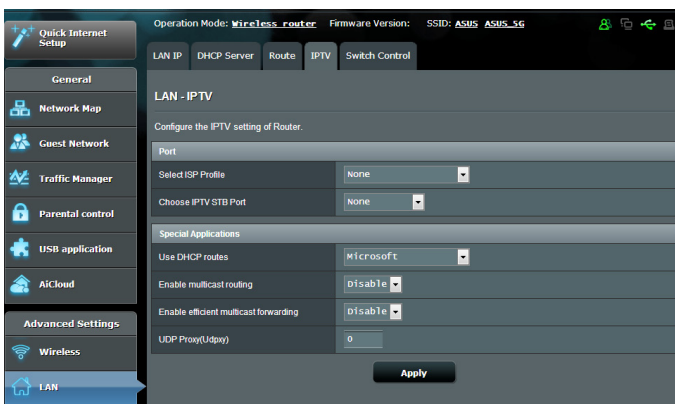 Quick Internet
Setup
General
Network Map
Guest Network
Traffic Manager
Parental control
USB application
AiCloud
Advanced Settings
Wireless
LAN
Operation Mode: Wireless router Firmware Version: SSID: ASUS ASUS_5G
LAN IP DHCP Server Route IPTV Switch Control
LAN - IPTV
Configure the IPTV setting of Router.
Port
Select ISP Profile None
Choose IPTV STB Port None
Special Applications
Use DHCP routes Microsoft
Enable multicast routing Disable
Enable efficient multicast forwarding Disable
UDP Proxy(Udpxy) 0
Apply